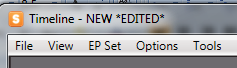 S Timeline - NEW *EDITED*
File View EP Set Options Tools